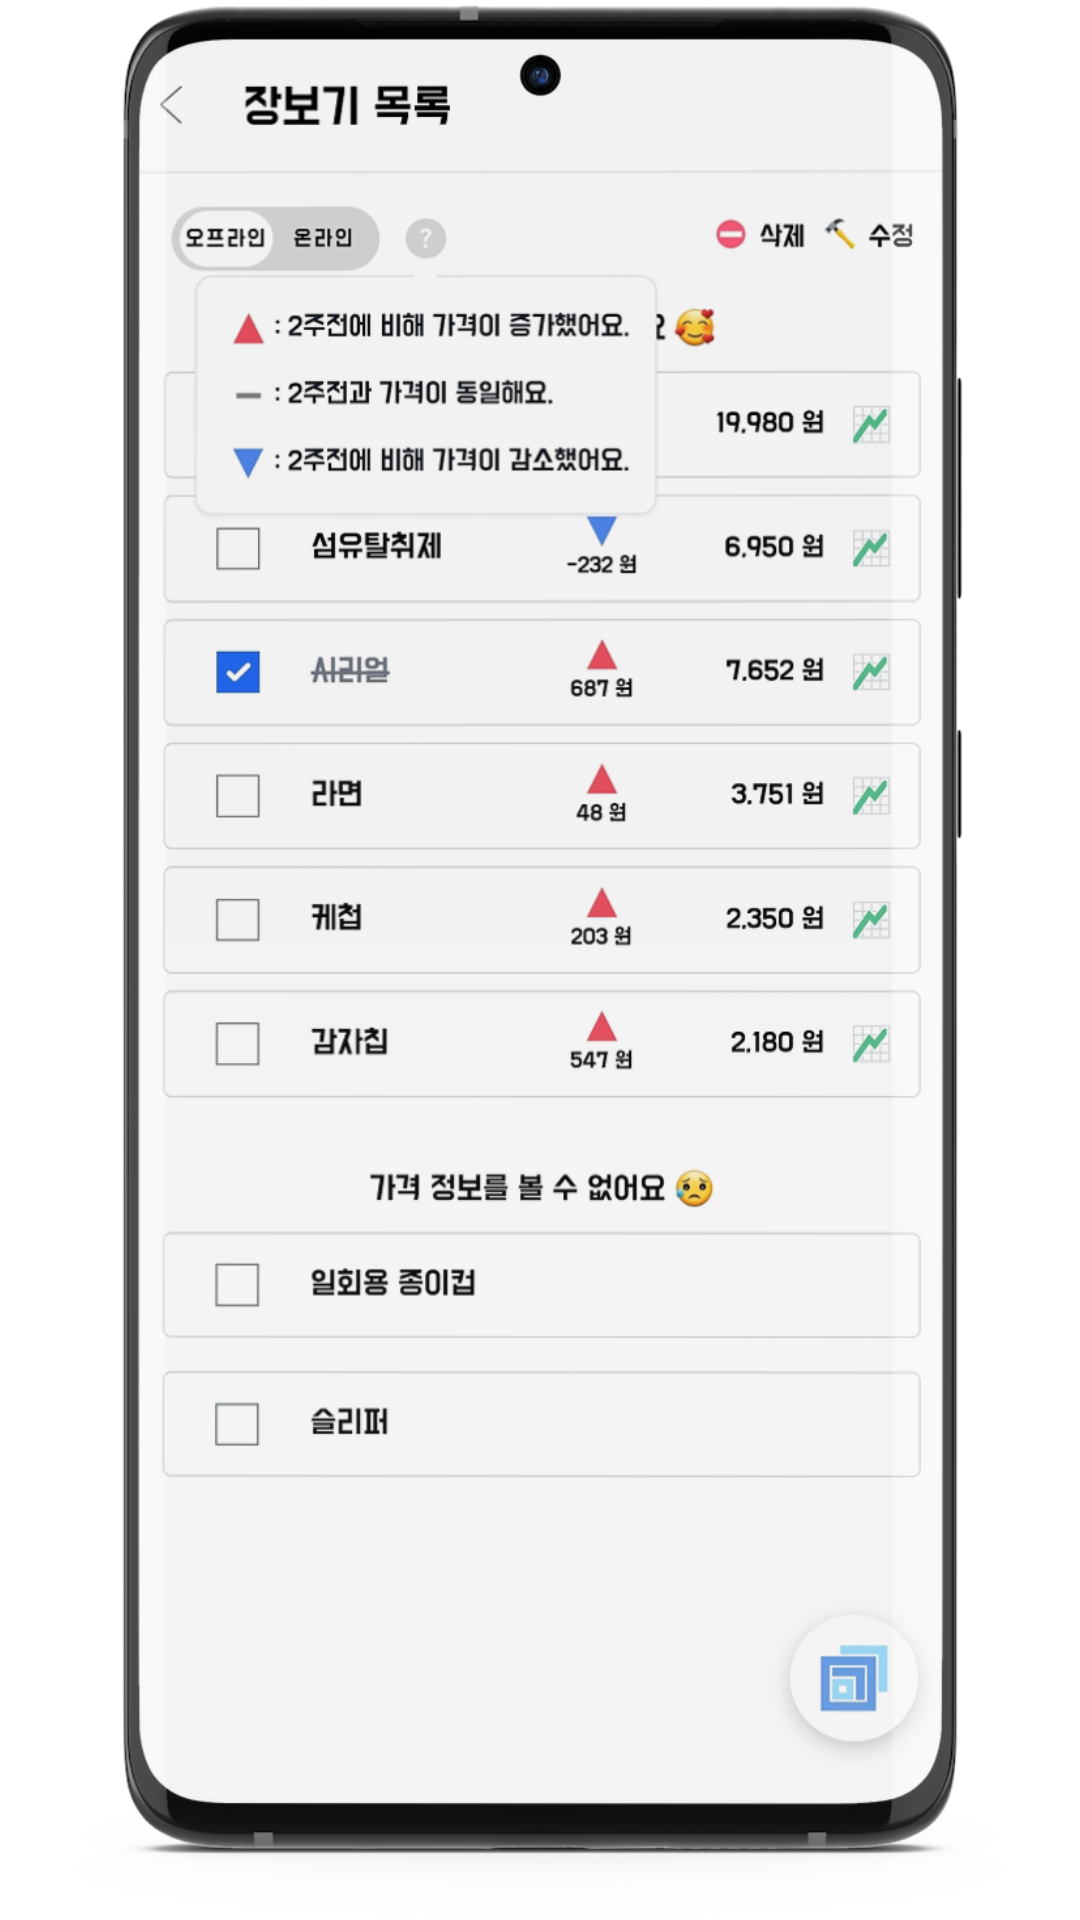 장보기 목록
오프라인 온라인 ? 삭제 수정
▲ : 2주전에 비해 가격이 증가했어요.
요
— : 2주전과 가격이 동일해요.
19,980 원
▼ : 2주전에 비해 가격이 감소했어요.
섬유탈취제 ▼ 6,950 원
-232 원
시리얼 ▲ 7,652 원
687 원
라면 ▲ 3,751 원
48 원
케첩 ▲ 2,350 원
203 원
감자칩 ▲ 2,180 원
547 원
가격 정보를 볼 수 없어요 😥
일회용 종이컵
슬리퍼